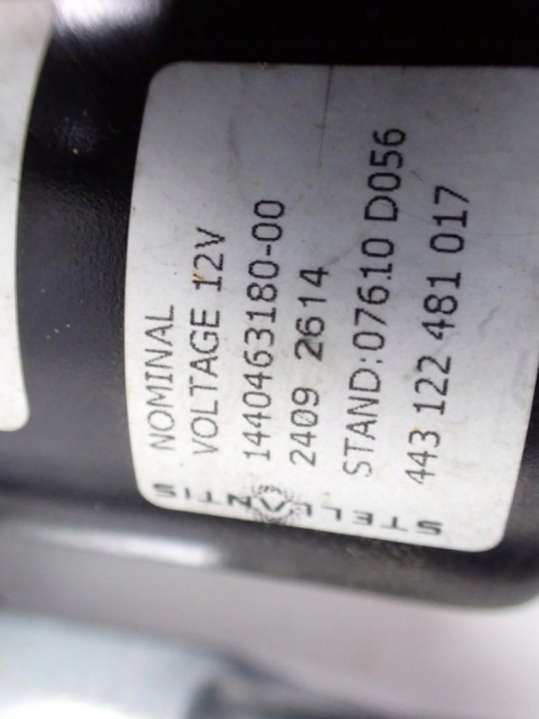 NOMINAL
VOLTAGE 12V
1440463180-00
2409 2614
STAND:07610 D056
443 122 481 017
STELLANTIS